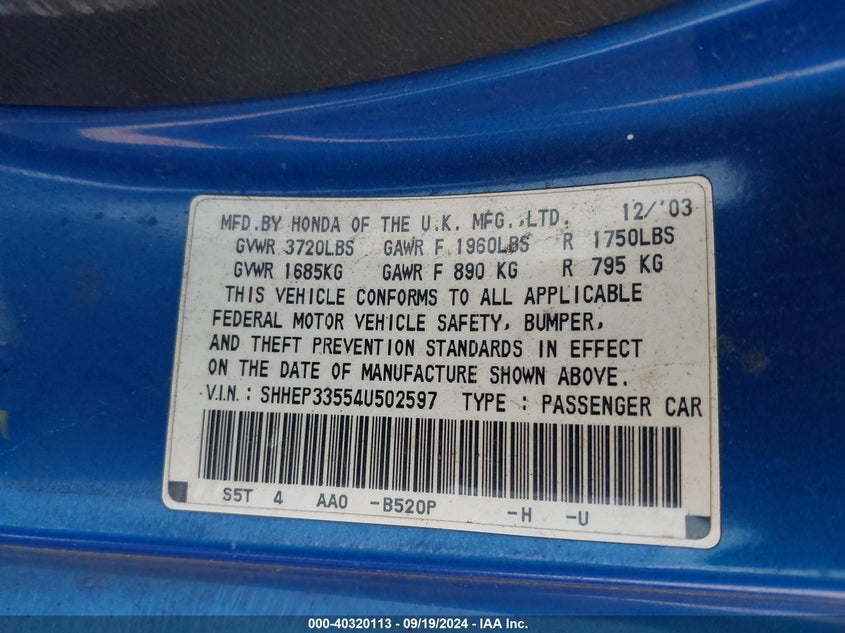 MFD.BY HONDA OF THE U.K. MFG.,LTD. 12/'03
GVWR 3720LBS GAWR F 1960LBS R 1750LBS
GVWR 1685KG GAWR F 890 KG R 795 KG
THIS VEHICLE CONFORMS TO ALL APPLICABLE
FEDERAL MOTOR VEHICLE SAFETY, BUMPER,
AND THEFT PREVENTION STANDARDS IN EFFECT
ON THE DATE OF MANUFACTURE SHOWN ABOVE.
V.I.N. : SHHEP33554U502597 TYPE : PASSENGER CAR
S5T 4 AA0 -B520P -H -U
000-40320113 - 09/19/2024 - IAA Inc.